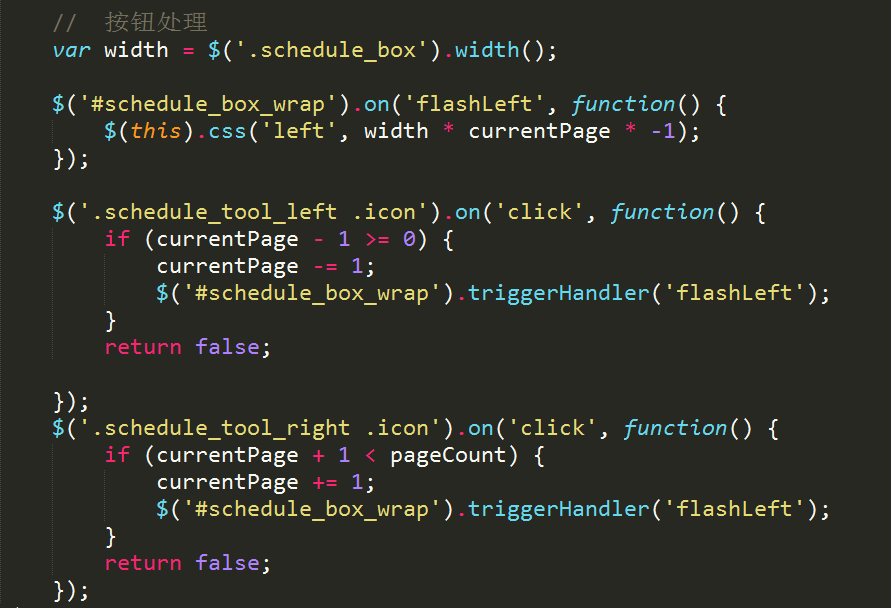 //  按钮处理
var width = $('.schedule_box').width();
$('#schedule_box_wrap').on('flashLeft', function() {
$(this).css('left', width * currentPage * -1);
});
$('.schedule_tool_left .icon').on('click', function() {
if (currentPage - 1 >= 0) {
currentPage -= 1;
$('#schedule_box_wrap').triggerHandler('flashLeft');
}
return false;
});
$('.schedule_tool_right .icon').on('click', function() {
if (currentPage + 1 < pageCount) {
currentPage += 1;
$('#schedule_box_wrap').triggerHandler('flashLeft');
}
return false;
});